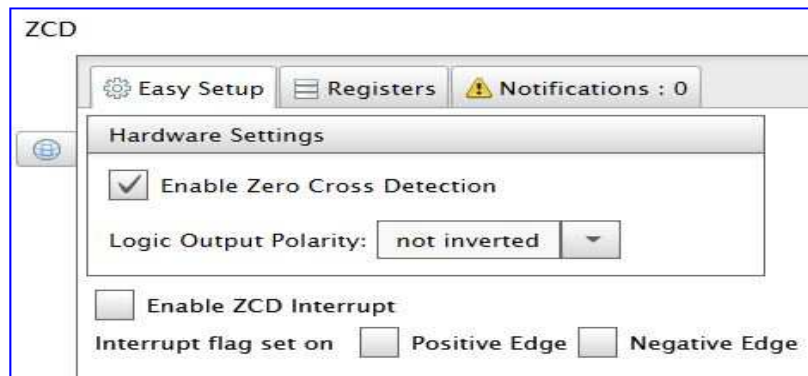 ZCD
Easy Setup Registers Notifications : 0
Hardware Settings
Enable Zero Cross Detection
Logic Output Polarity: not inverted
Enable ZCD Interrupt
Interrupt flag set on Positive Edge Negative Edge